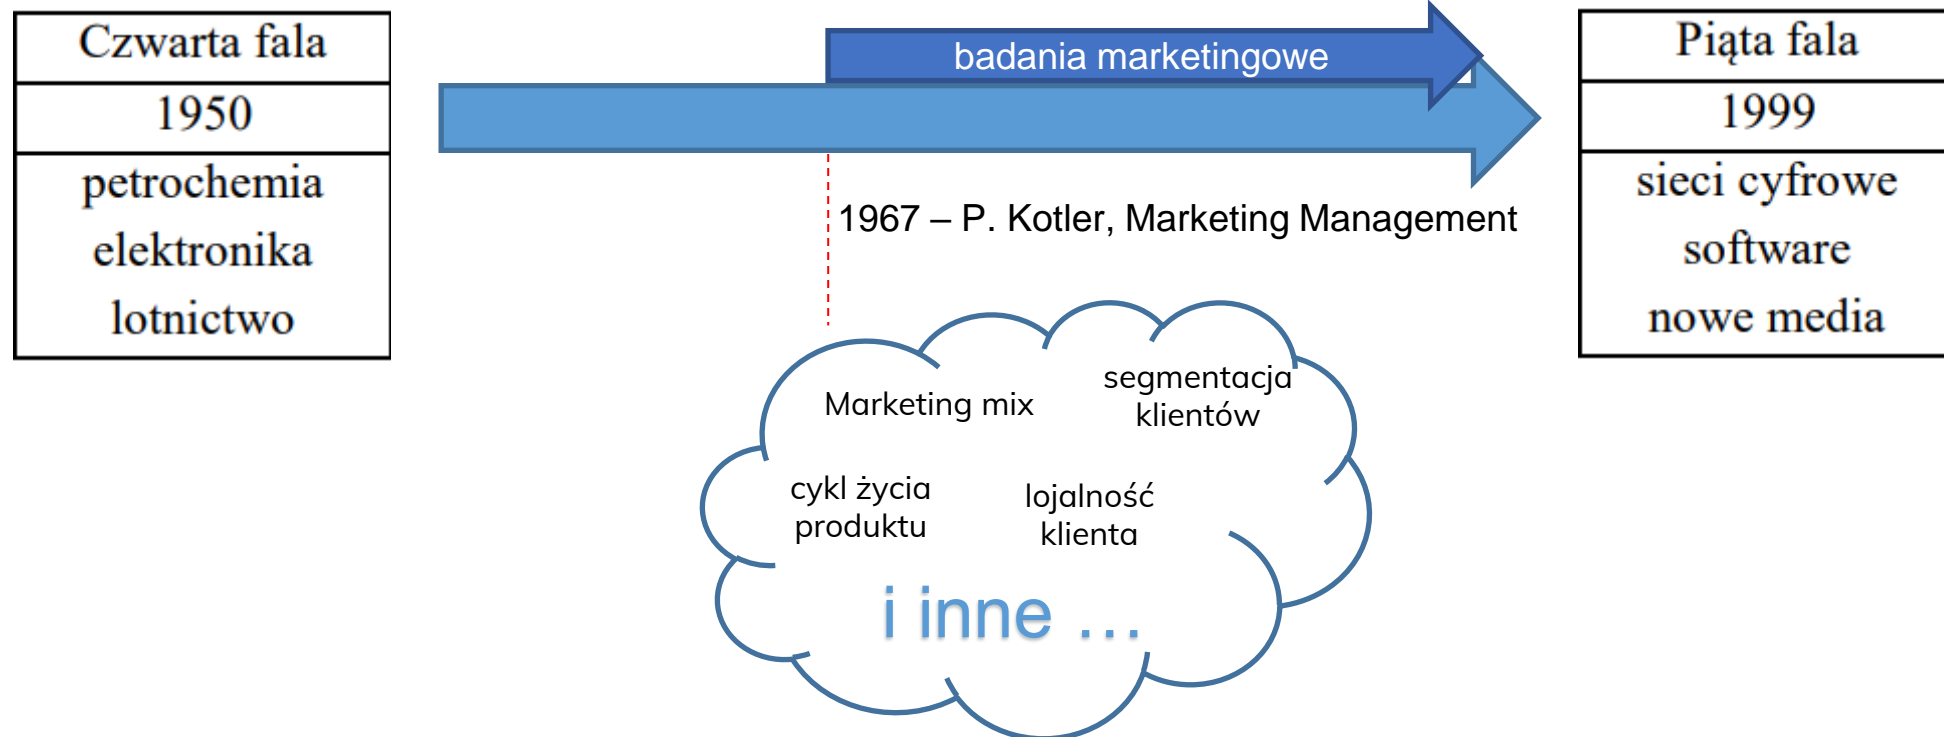 Czwarta fala
1950
petrochemia
elektronika
lotnictwo
badania marketingowe
1967 – P. Kotler, Marketing Management
Marketing mix
segmentacja
klientów
cykl życia
produktu
lojalność
klienta
i inne …
Piąta fala
1999
sieci cyfrowe
software
nowe media